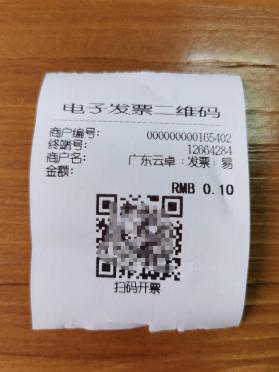 电子发票二维码
商户编号: 000000000165402
终端号: 12664284
商户名: 广东云卓（发票）易
金额:
RMB 0.10
扫码开票